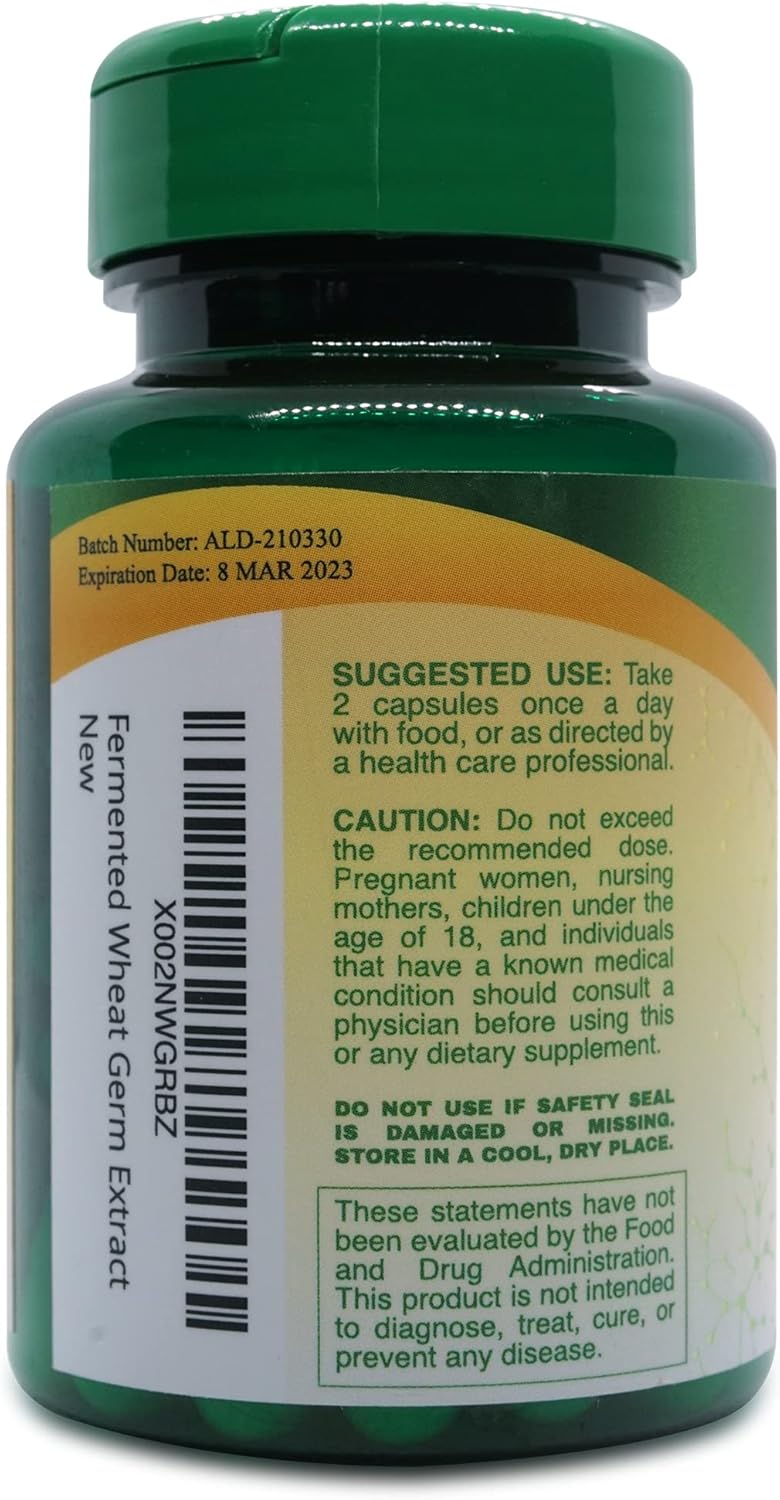 Batch Number: ALD-210330
Expiration Date: 8 MAR 2023
SUGGESTED USE: Take
2 capsules once a day
with food, or as directed by
a health care professional.
CAUTION: Do not exceed
the recommended dose.
Pregnant women, nursing
mothers, children under the
age of 18, and individuals
that have a known medical
condition should consult a
physician before using this
or any dietary supplement.
DO NOT USE IF SAFETY SEAL
IS DAMAGED OR MISSING.
STORE IN A COOL, DRY PLACE.
These statements have not
been evaluated by the Food
and Drug Administration.
This product is not intended
to diagnose, treat, cure, or
prevent any disease.
X002NWGRBZ
Fermented Wheat Germ Extract
New